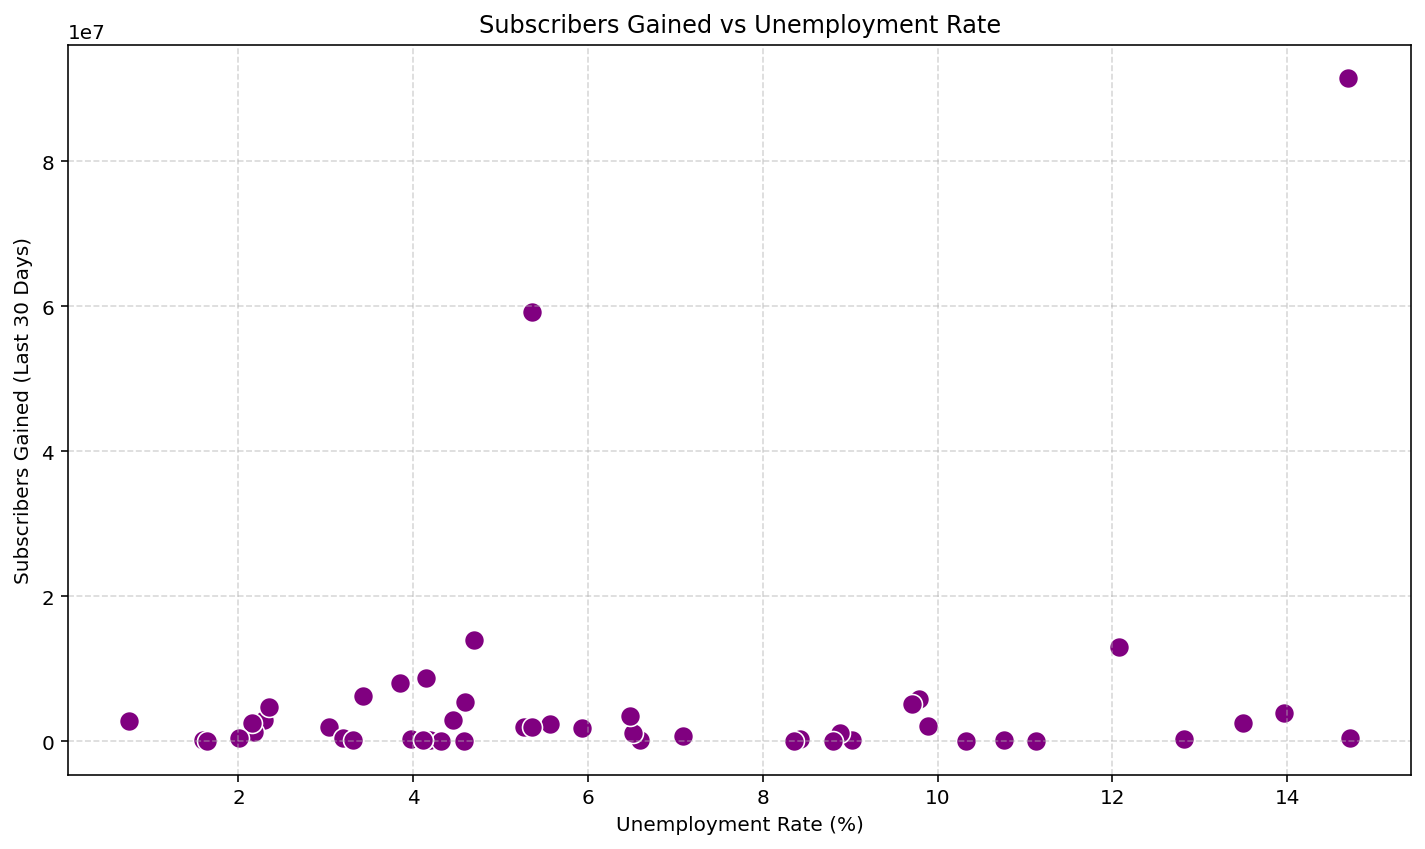 Subscribers Gained vs Unemployment Rate
1e7
8
6
4
2
0
Subscribers Gained (Last 30 Days)
2 4 6 8 10 12 14
Unemployment Rate (%)